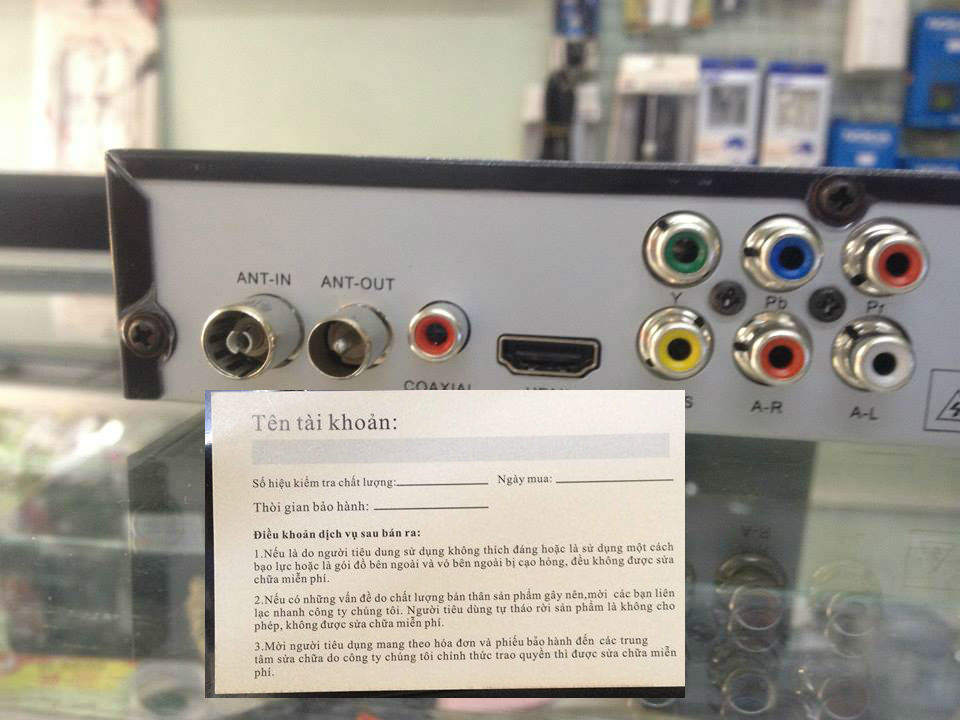 ANT-IN
ANT-OUT
COAXIAL
Y
Pb
Pr
A-R
A-L
Tên tài khoản:
Số hiệu kiểm tra chất lượng:
Ngày mua:
Thời gian bảo hành:
Điều khoản dịch vụ sau bán ra:
1.Nếu là do người tiêu dung sử dụng không thích đáng hoặc là sử dụng một cách
bạo lực hoặc là gói đồ bên ngoài và vỏ bên ngoài bị cạo hỏng, đều không được sửa
chữa miễn phí.
2.Nếu có những vấn đề do chất lượng bản thân sản phẩm gây nên,mời các bạn liên
lạc nhanh công ty chúng tôi. Người tiêu dùng tự tháo rời sản phẩm là không cho
phép, không được sửa chữa miễn phí.
3.Mời người tiêu dụng mang theo hóa đơn và phiếu bảo hành đến các trung
tâm sửa chữa do công ty chúng tôi chính thức trao quyền thì được sửa chữa miễn
phí.